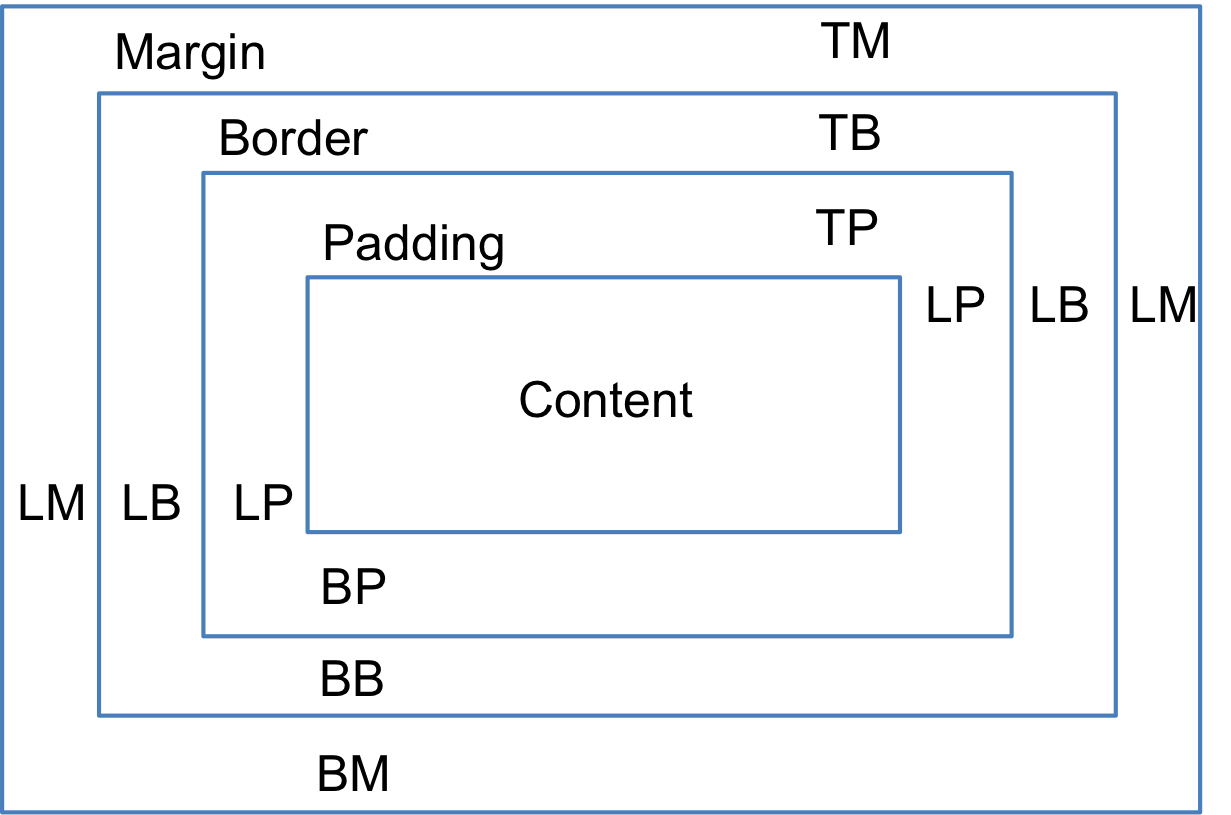 Margin TM
Border TB
Padding TP
LP LB LM
Content
LM LB LP
BP
BB
BM